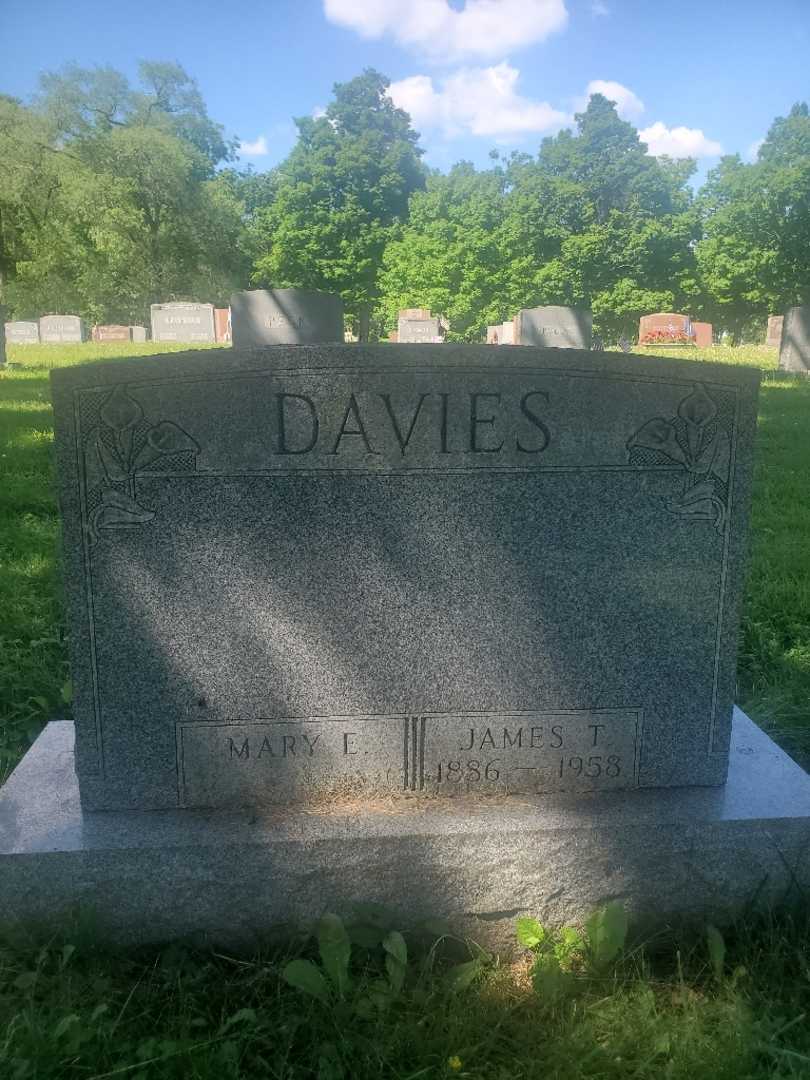 DAVIES
MARY E.
JAMES T.
1886 — 1958